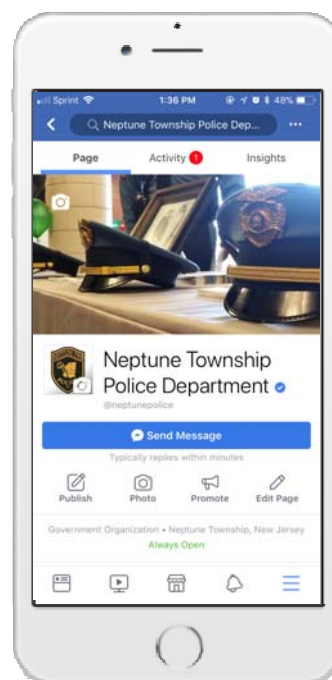 Sprint 1:36 PM 48%
Neptune Township Police Dep...
Page Activity 1 Insights
Neptune Township
Police Department
@neptunepolice
Send Message
Typically replies within minutes
Publish Photo Promote Edit Page
Government Organization • Neptune Township, New Jersey
Always Open